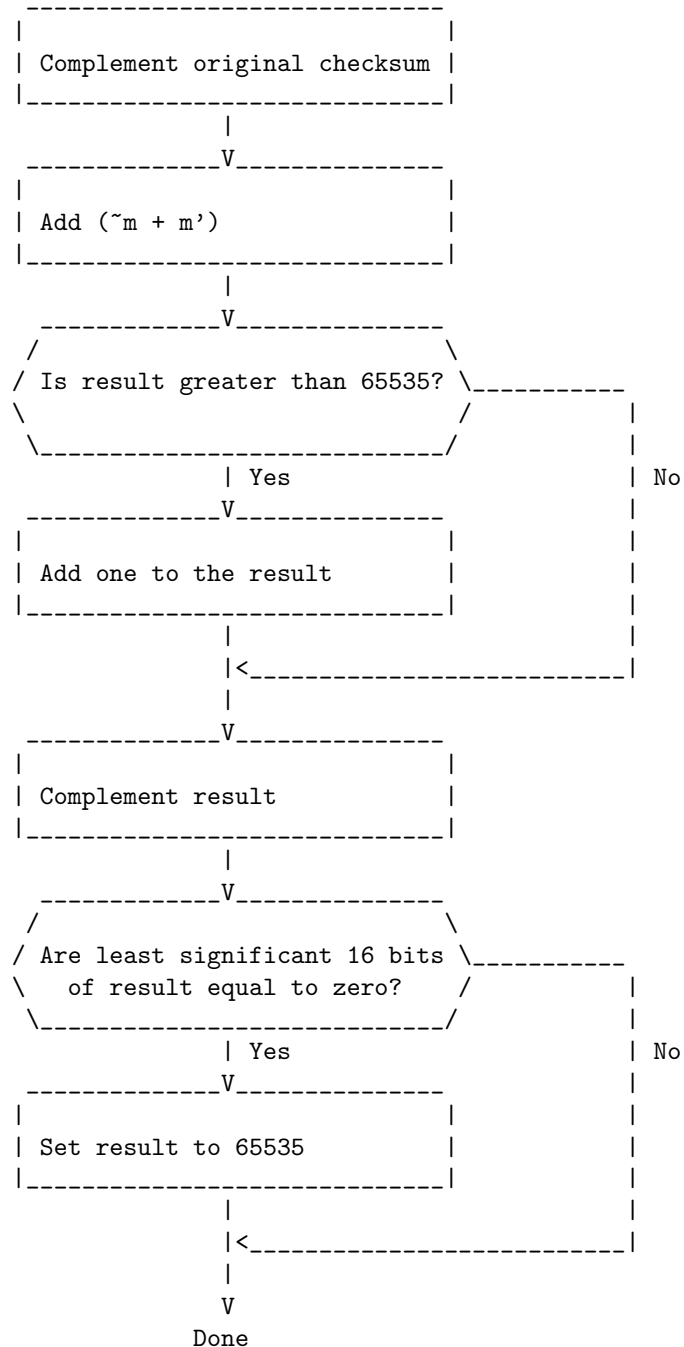 Complement original checksum
Add (~m + m')
Is result greater than 65535?
Yes
No
Add one to the result
Complement result
Are least significant 16 bits
of result equal to zero?
Yes
No
Set result to 65535
Done